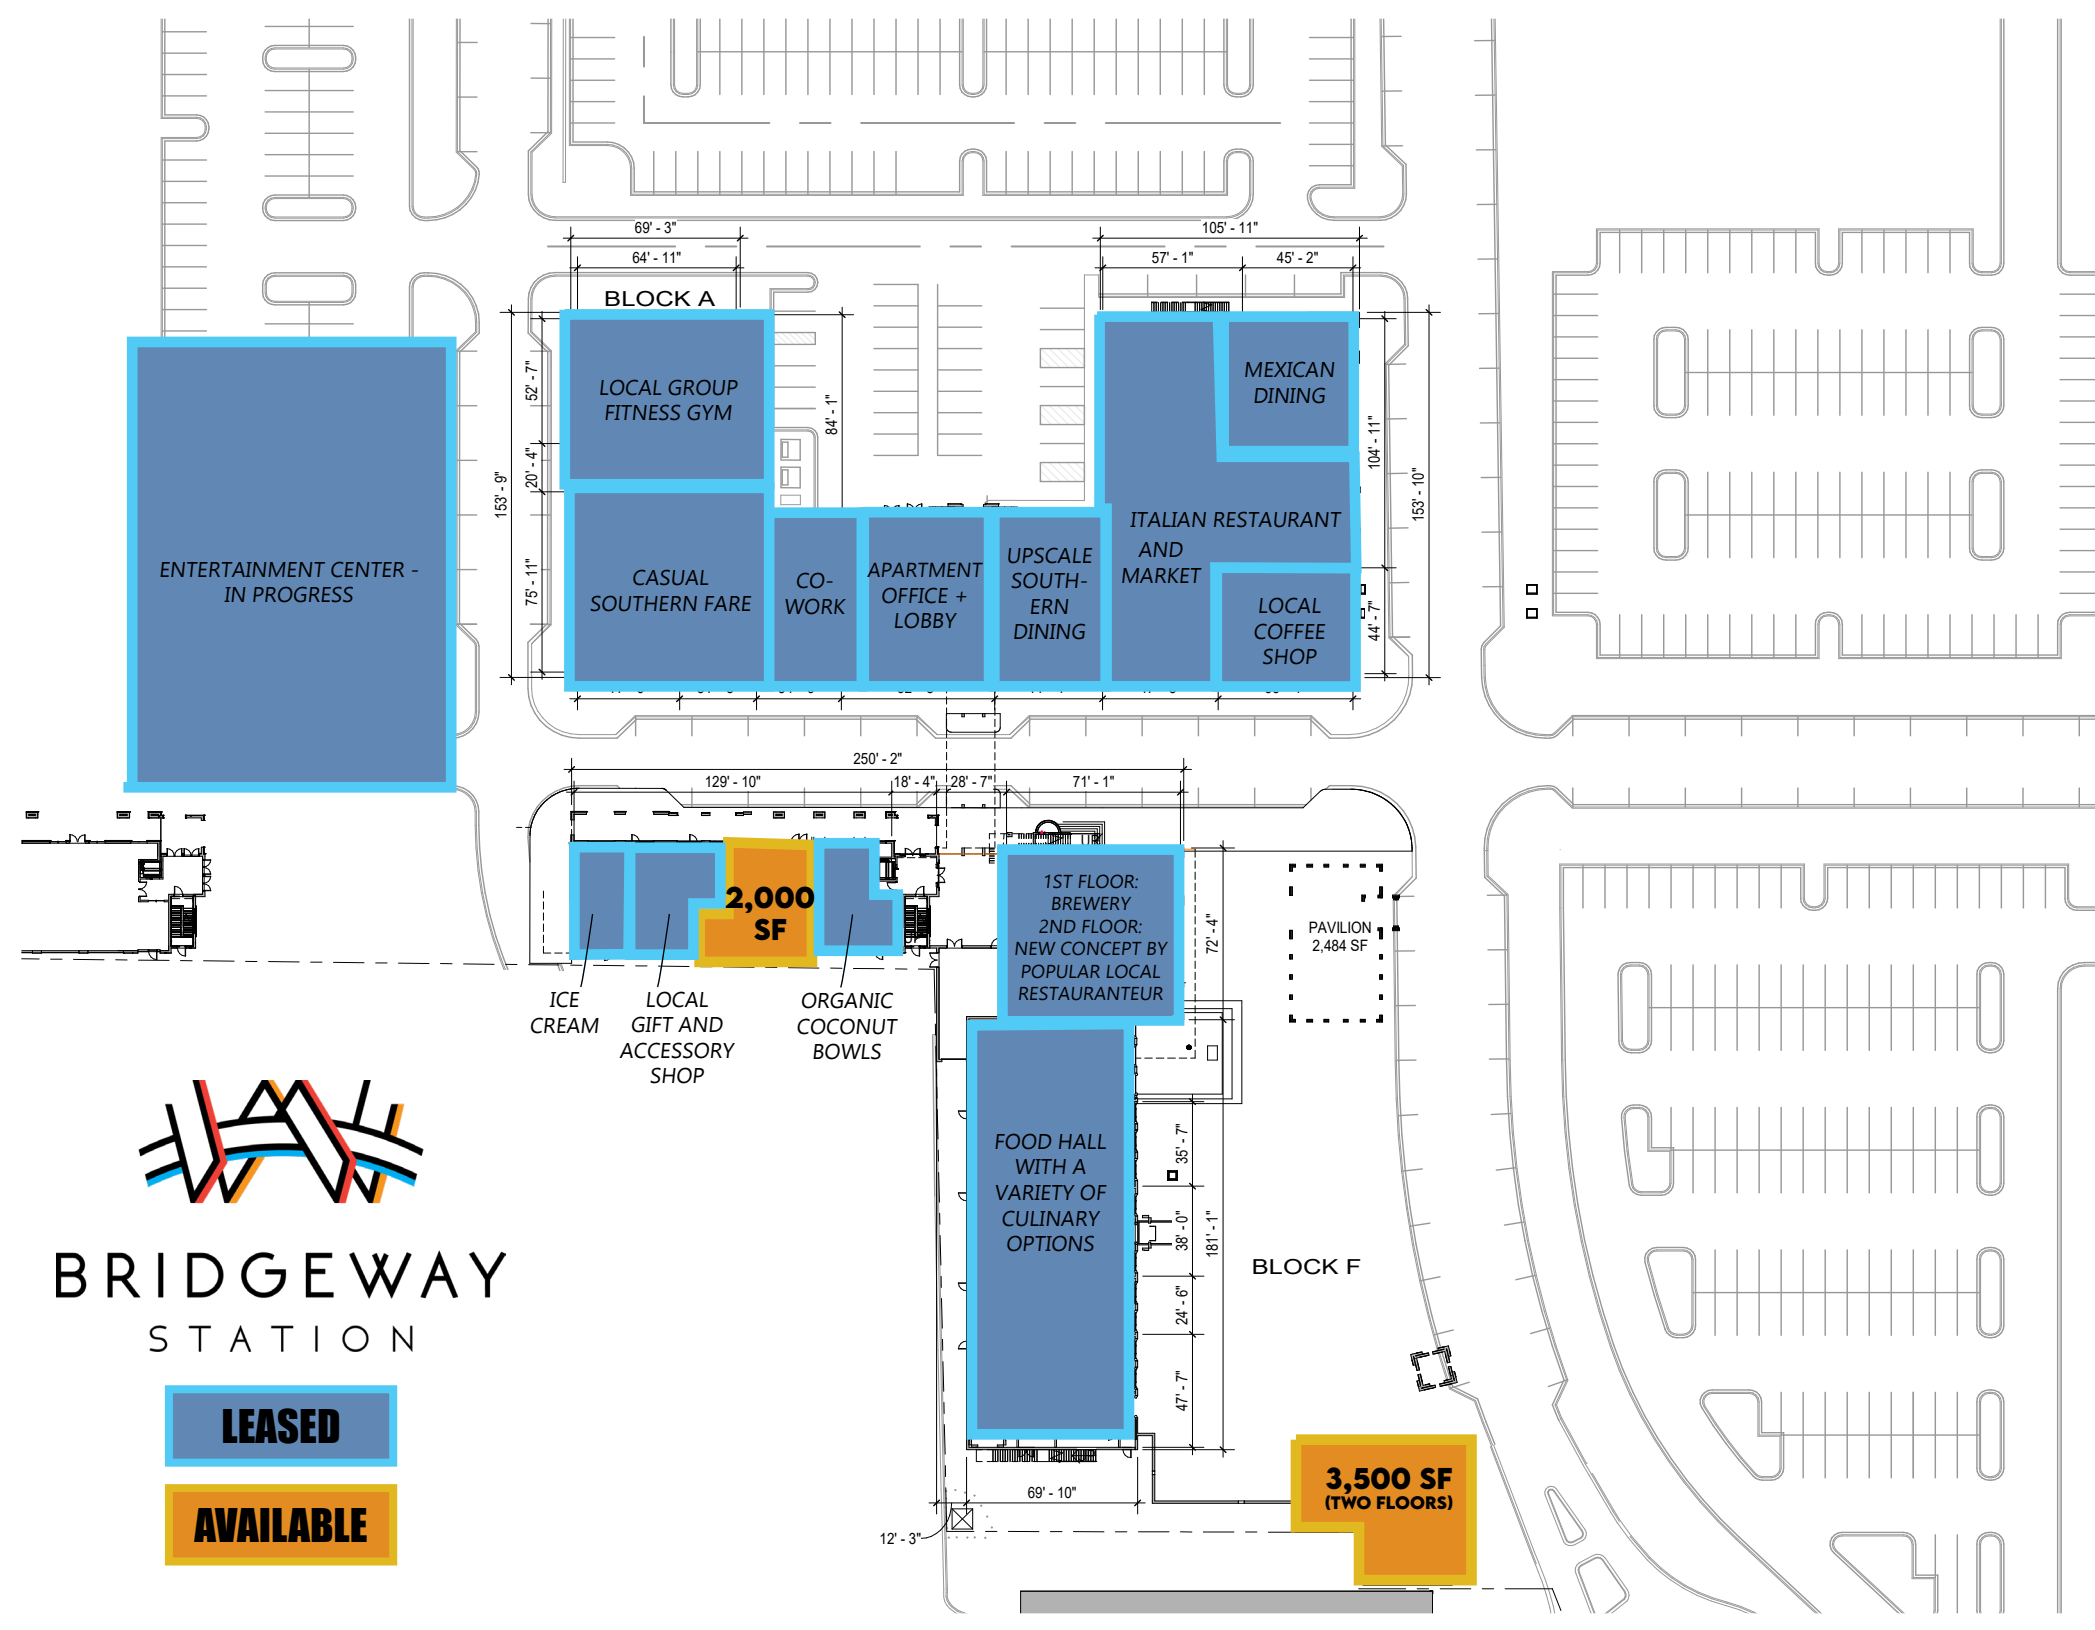 69' - 3"
105' - 11"
64' - 11"
57' - 1"
45' - 2"
BLOCK A
52' - 7"
20' - 4"
153' - 9"
75' - 11"
84' - 1"
104' - 11"
153' - 10"
44' - 7"
LOCAL GROUP
FITNESS GYM
MEXICAN
DINING
ENTERTAINMENT CENTER -
IN PROGRESS
CASUAL
SOUTHERN FARE
CO-
WORK
APARTMENT
OFFICE +
LOBBY
UPSCALE
SOUTH-
ERN
DINING
ITALIAN RESTAURANT
AND
MARKET
LOCAL
COFFEE
SHOP
250' - 2"
129' - 10"
18' - 4"
28' - 7"
71' - 1"
2,000
SF
1ST FLOOR:
BREWERY
2ND FLOOR:
NEW CONCEPT BY
POPULAR LOCAL
RESTAURANTEUR
72' - 4"
PAVILION
2,484 SF
ICE
CREAM
LOCAL
GIFT AND
ACCESSORY
SHOP
ORGANIC
COCONUT
BOWLS
FOOD HALL
WITH A
VARIETY OF
CULINARY
OPTIONS
35' - 7"
38' - 0"
181' - 1"
24' - 6"
47' - 7"
BLOCK F
69' - 10"
12' - 3"
3,500 SF
(TWO FLOORS)
BRIDGEWAY
STATION
LEASED
AVAILABLE